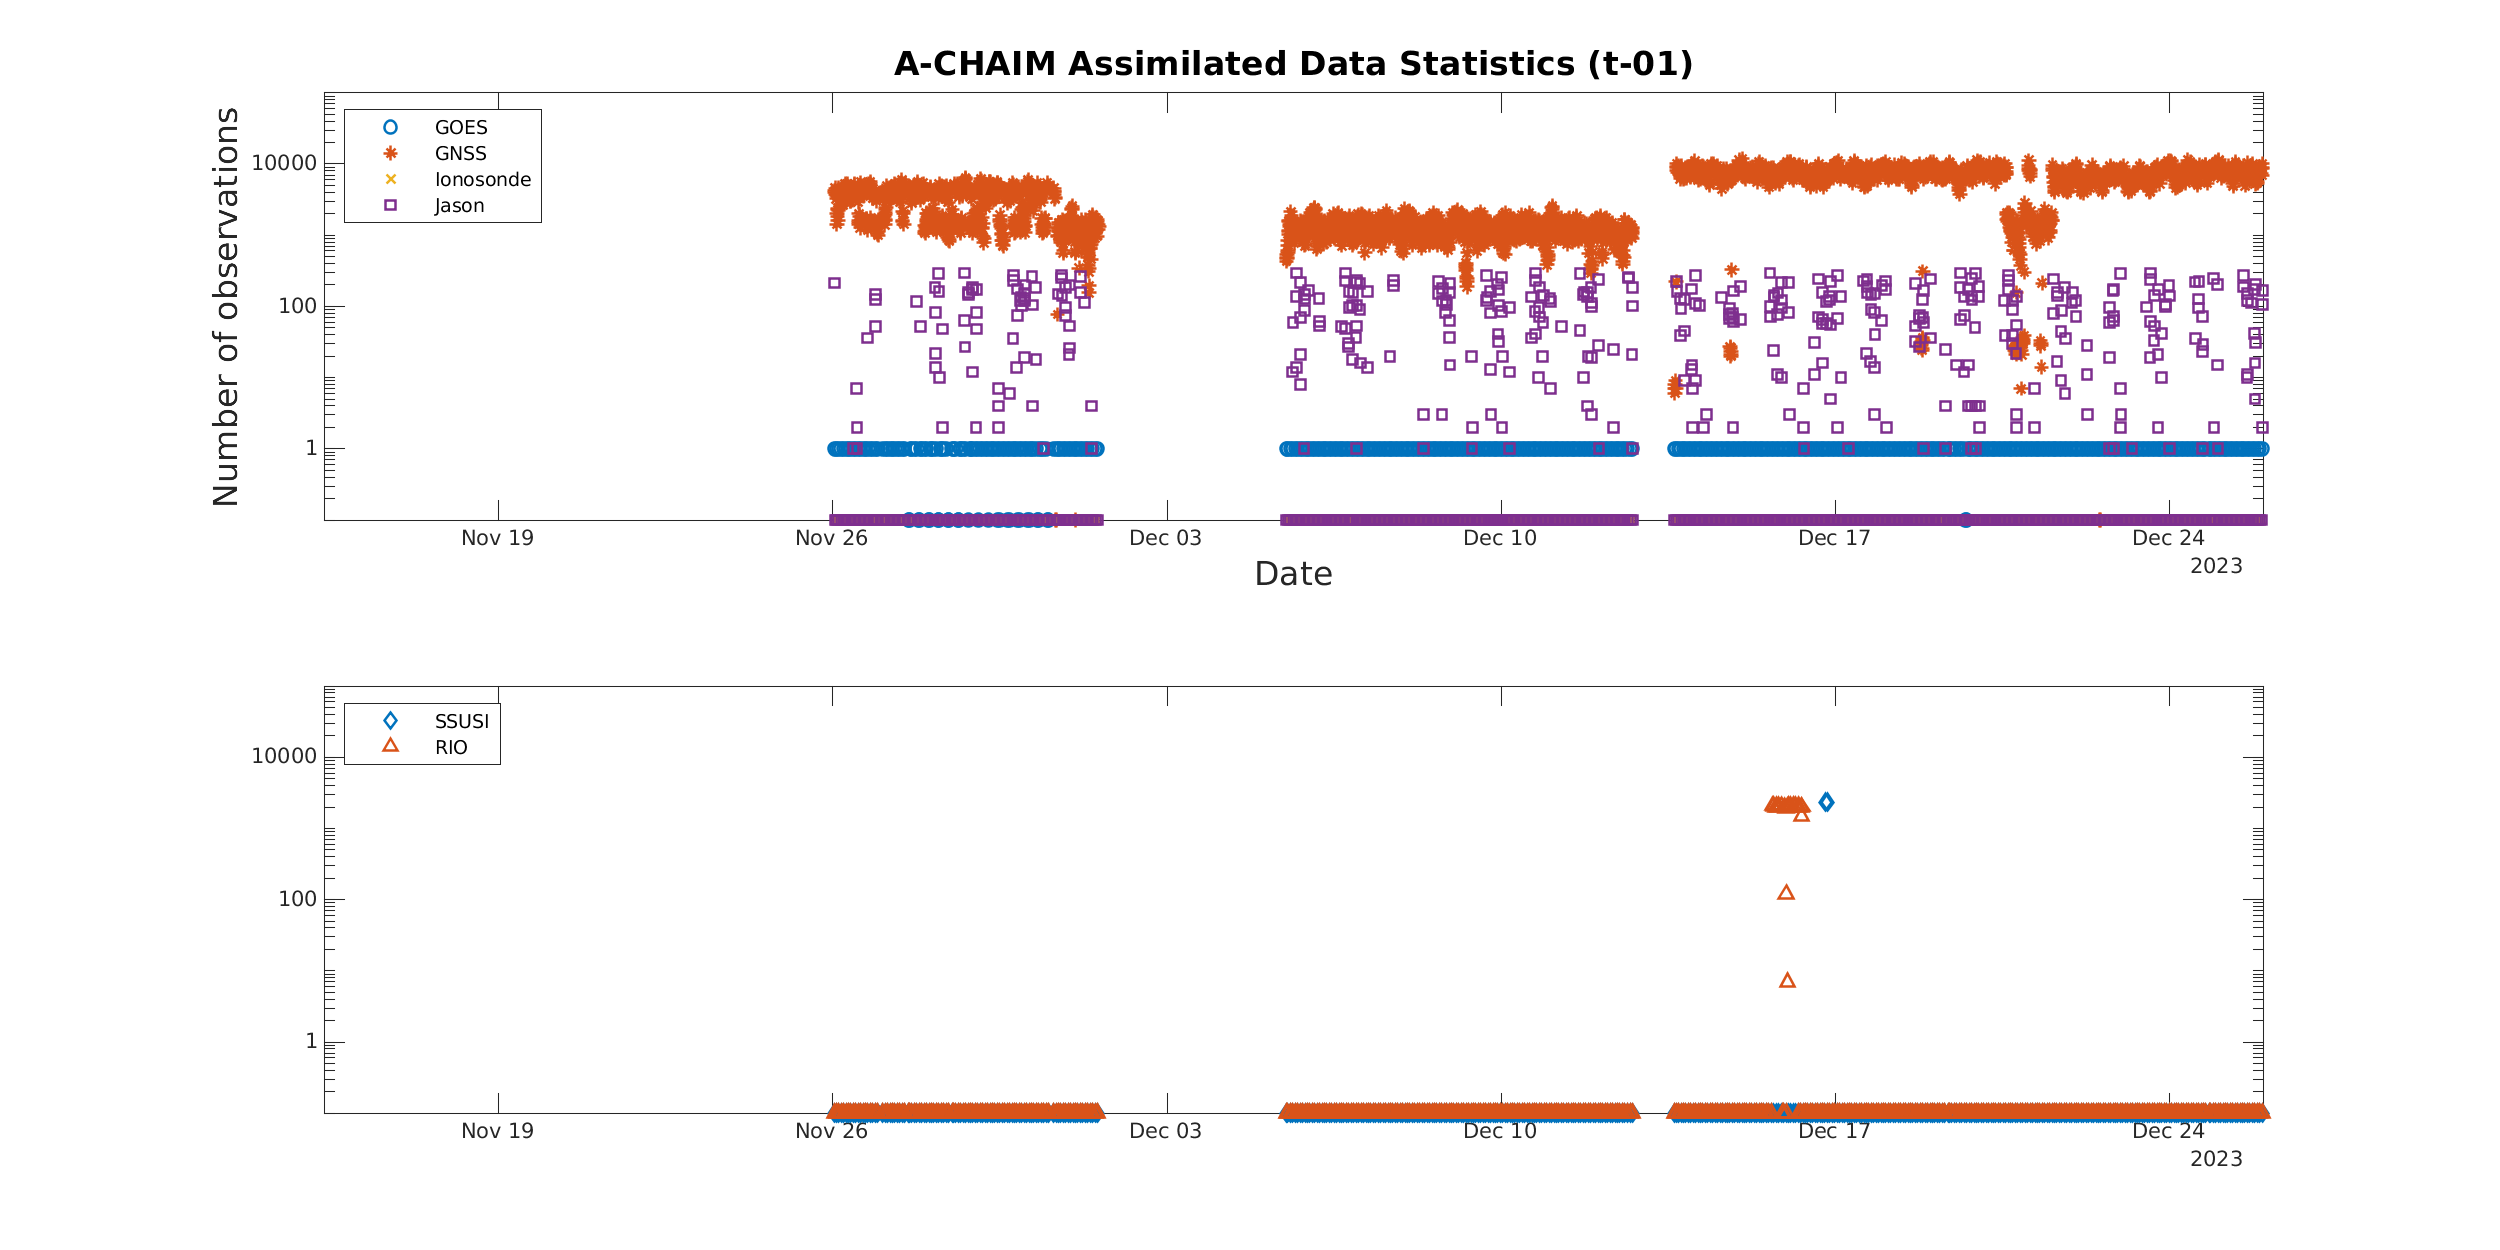 A-CHAIM Assimilated Data Statistics (t-01)
Number of observations
10000
100
1
GOES
GNSS
Ionosonde
Jason
Nov 19
Nov 26
Dec 03
Dec 10
Dec 17
Dec 24
2023
Date
10000
100
1
SSUSI
RIO
Nov 19
Nov 26
Dec 03
Dec 10
Dec 17
Dec 24
2023